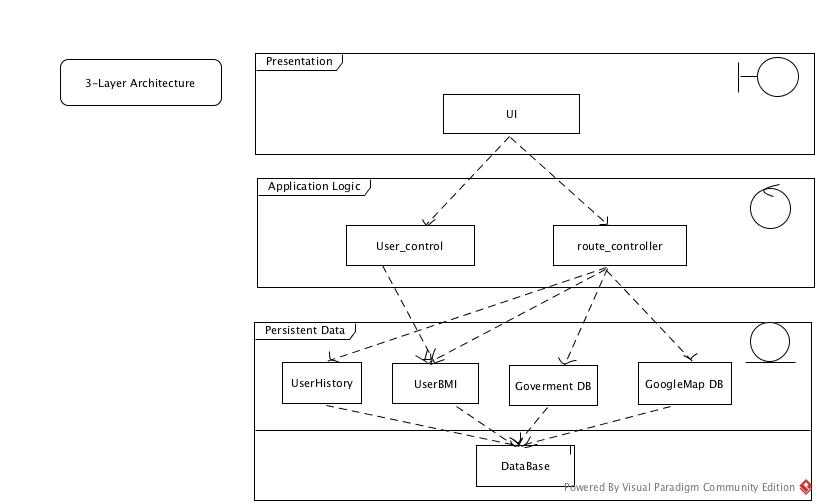 Presentation
3-Layer Architecture
UI
Application Logic
User_control
route_controller
Persistent Data
UserHistory
UserBMI
Goverment DB
GoogleMap DB
DataBase
Powered By Visual Paradigm Community Edition